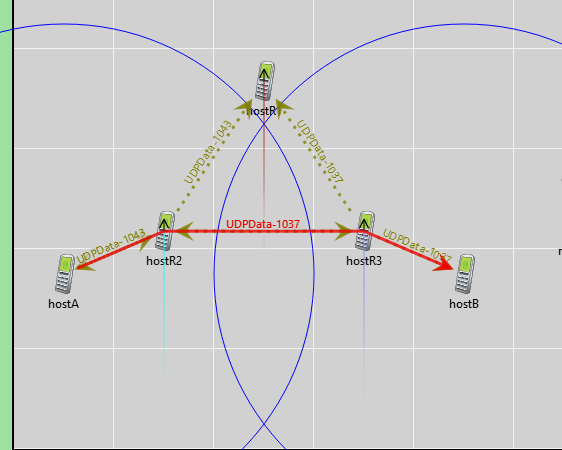 hostR
UDPData-1043
UDPData-1037
UDPData-1037
UDPData-1043
UDPData-1037
hostR2
hostR3
hostA
hostB